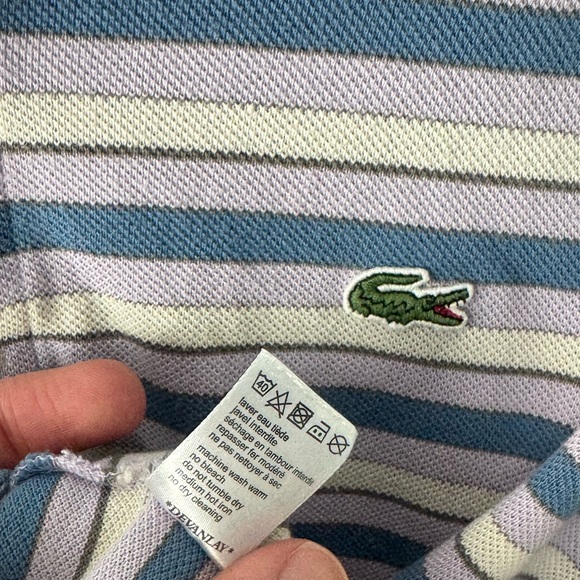 40
laver eau tiède
javel interdite
séchage en tambour interdit
repasser fer modéré
ne pas nettoyer à sec
machine wash warm
no bleach
do not tumble dry
medium hot iron
no dry cleaning
*DEVANLAY*